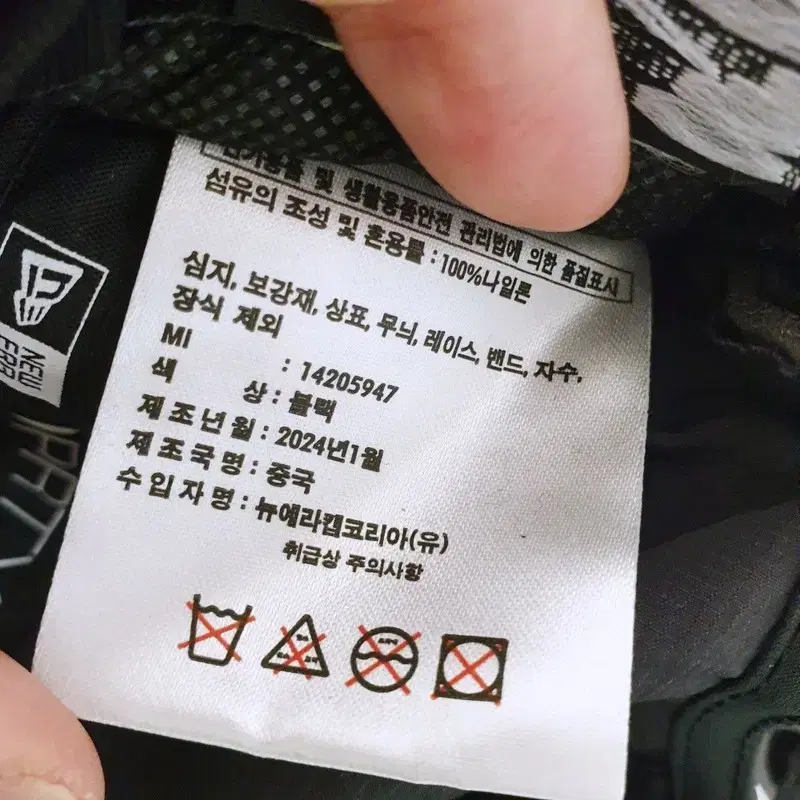 및 생활용품안전 관리법에 의한 품질표시
섬유의 조성 및 혼용률 : 100%나일론
심지, 보강재, 상표, 무늬, 레이스, 밴드, 자수,
장식 제외
MI : 14205947
색 상 : 블랙
제 조 년 월 : 2024년1월
제 조 국 명 : 중국
수 입 자 명 : 뉴에라캡코리아(유)
취급상 주의사항
NEW
ERA